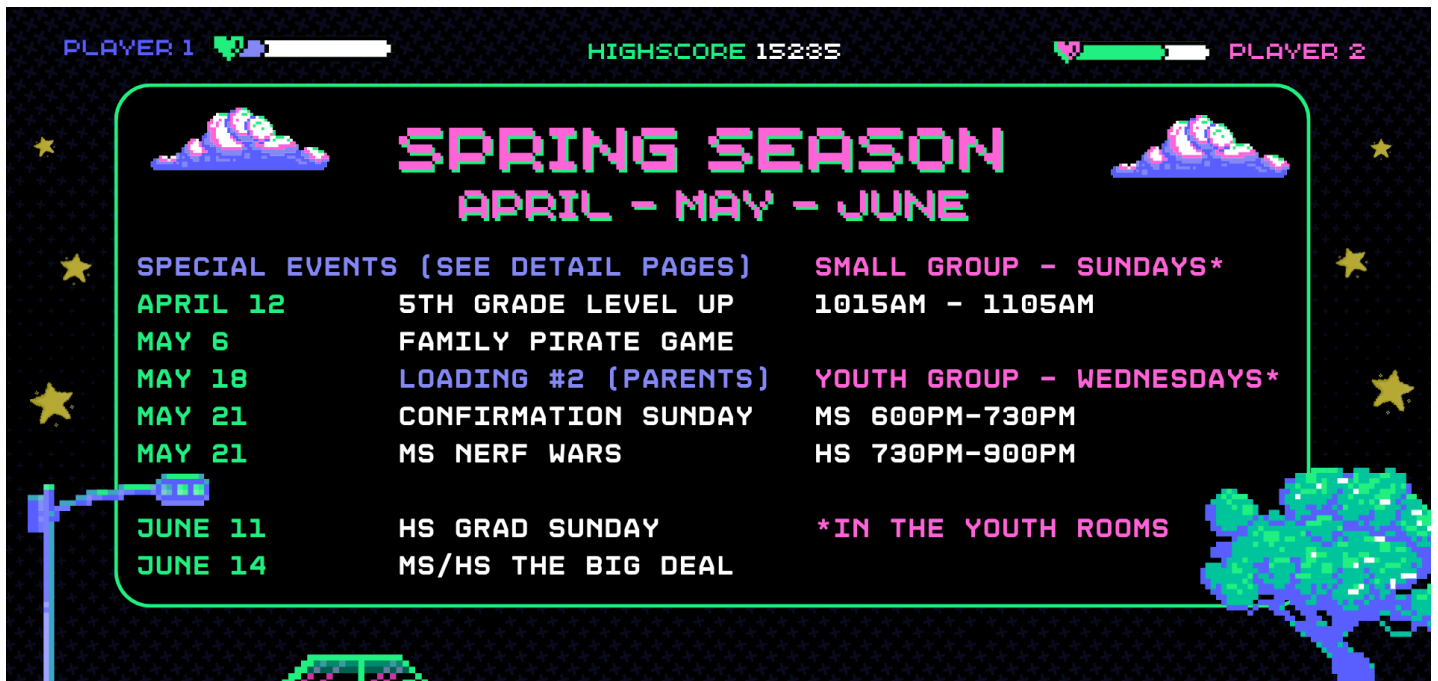 PLAYER 1 HIGHSCORE 15235 PLAYER 2
SPRING SEASON
APRIL - MAY - JUNE
SPECIAL EVENTS (SEE DETAIL PAGES)
APRIL 12 5TH GRADE LEVEL UP
MAY 6 FAMILY PIRATE GAME
MAY 18 LOADING #2 (PARENTS)
MAY 21 CONFIRMATION SUNDAY
MAY 21 MS NERF WARS
JUNE 11 HS GRAD SUNDAY
JUNE 14 MS/HS THE BIG DEAL
SMALL GROUP - SUNDAYS*
1015AM - 1105AM
YOUTH GROUP - WEDNESDAYS*
MS 600PM-730PM
HS 730PM-900PM
*IN THE YOUTH ROOMS